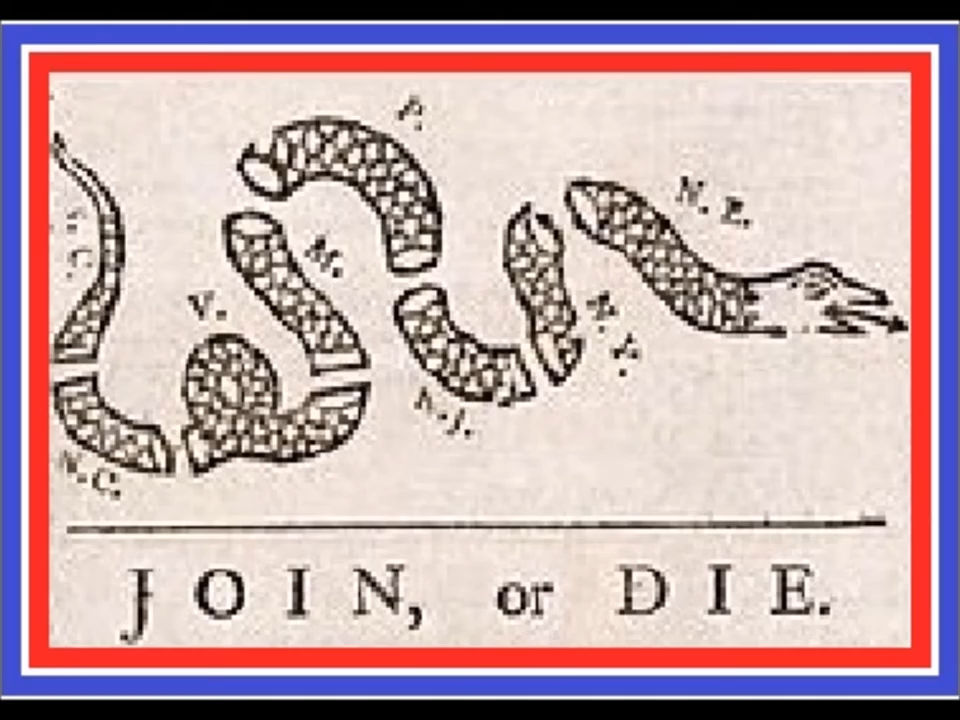 P.
N. E.
M.
V.
N. Y.
N. J.
N. C.
JOIN, or DIE.